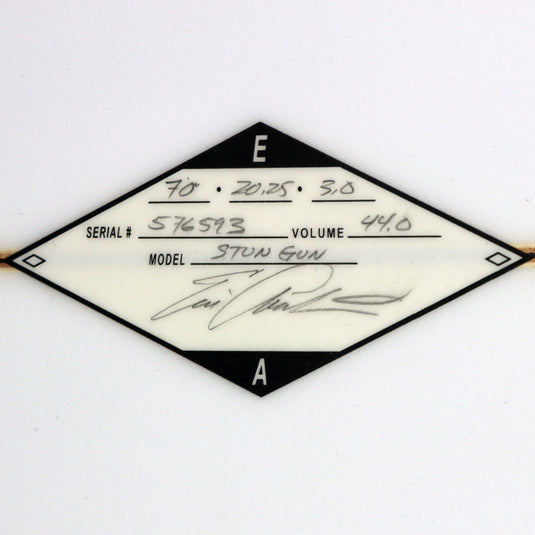 E
7'0" · 20.25 · 3.0
SERIAL # 576593 VOLUME 44.0
MODEL STUN GUN
A